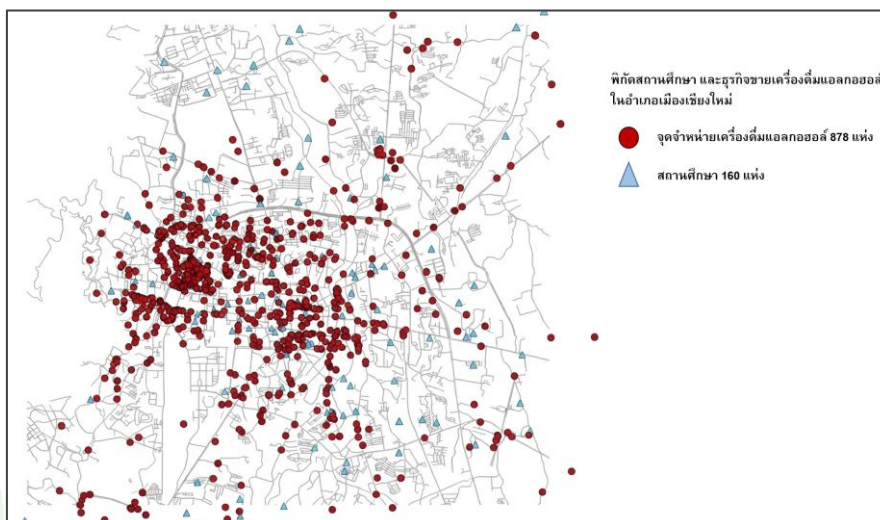 พิกัดสถานศึกษา และธุรกิจขายเครื่องดื่มแอลกอฮอล์
ในอำเภอเมืองเชียงใหม่
จุดจำหน่ายเครื่องดื่มแอลกอฮอล์ 878 แห่ง
สถานศึกษา 160 แห่ง